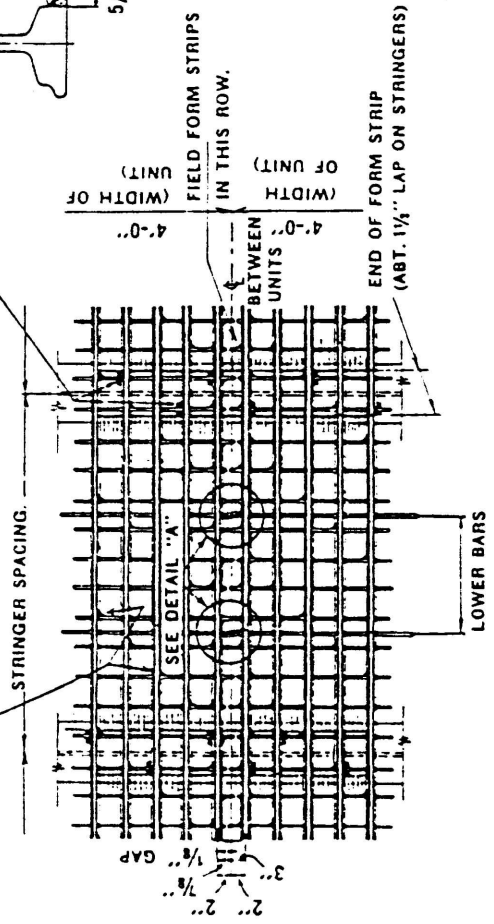 5/
STRINGER SPACING
SEE DETAIL "A"
4'-0"
(WIDTH OF
UNIT)
FIELD FORM STRIPS
IN THIS ROW.
BETWEEN
UNITS
4'-0"
(WIDTH
OF UNIT)
END OF FORM STRIP
(ABT. 1½" LAP ON STRINGERS)
LOWER BARS
GAP
1/8"
7/8"
3"
2"
2"